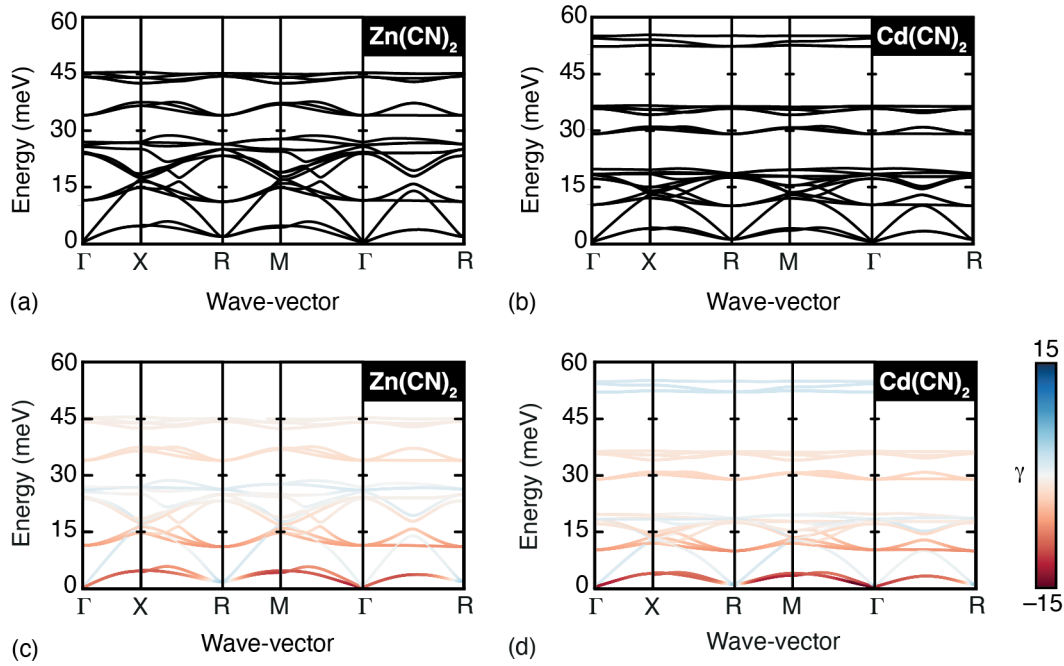 60
45
30
15
0
Energy (meV)
Zn(CN)₂
Γ X R M Γ R
(a)
Wave-vector
60
45
30
15
0
Energy (meV)
Cd(CN)₂
Γ X R M Γ R
(b)
Wave-vector
60
45
30
15
0
Energy (meV)
Zn(CN)₂
Γ X R M Γ R
(c)
Wave-vector
60
45
30
15
0
Energy (meV)
Cd(CN)₂
Γ X R M Γ R
(d)
Wave-vector
15
γ
−15